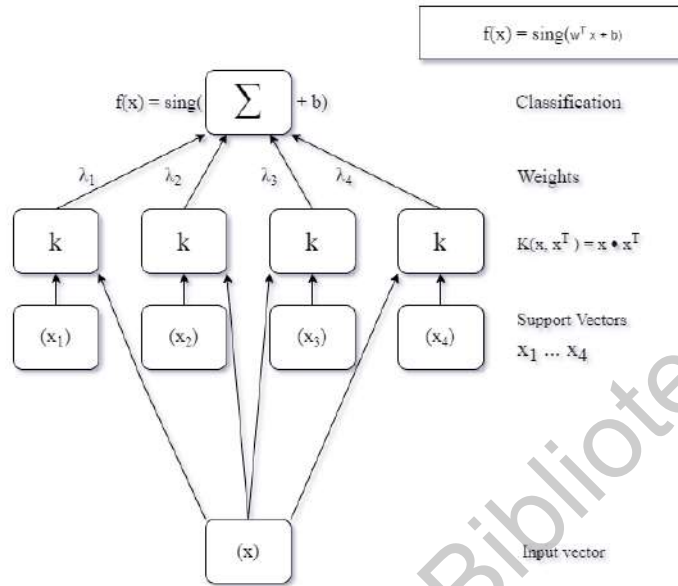 f(x) = sing(wᵀ x + b)
f(x) = sing( ∑ + b)
Classification
λ₁ λ₂ λ₃ λ₄
Weights
k k k k
K(x, xᵀ ) = x • xᵀ
(x₁) (x₂) (x₃) (x₄)
Support Vectors
x₁ ... x₄
(x)
Input vector
Bibliote